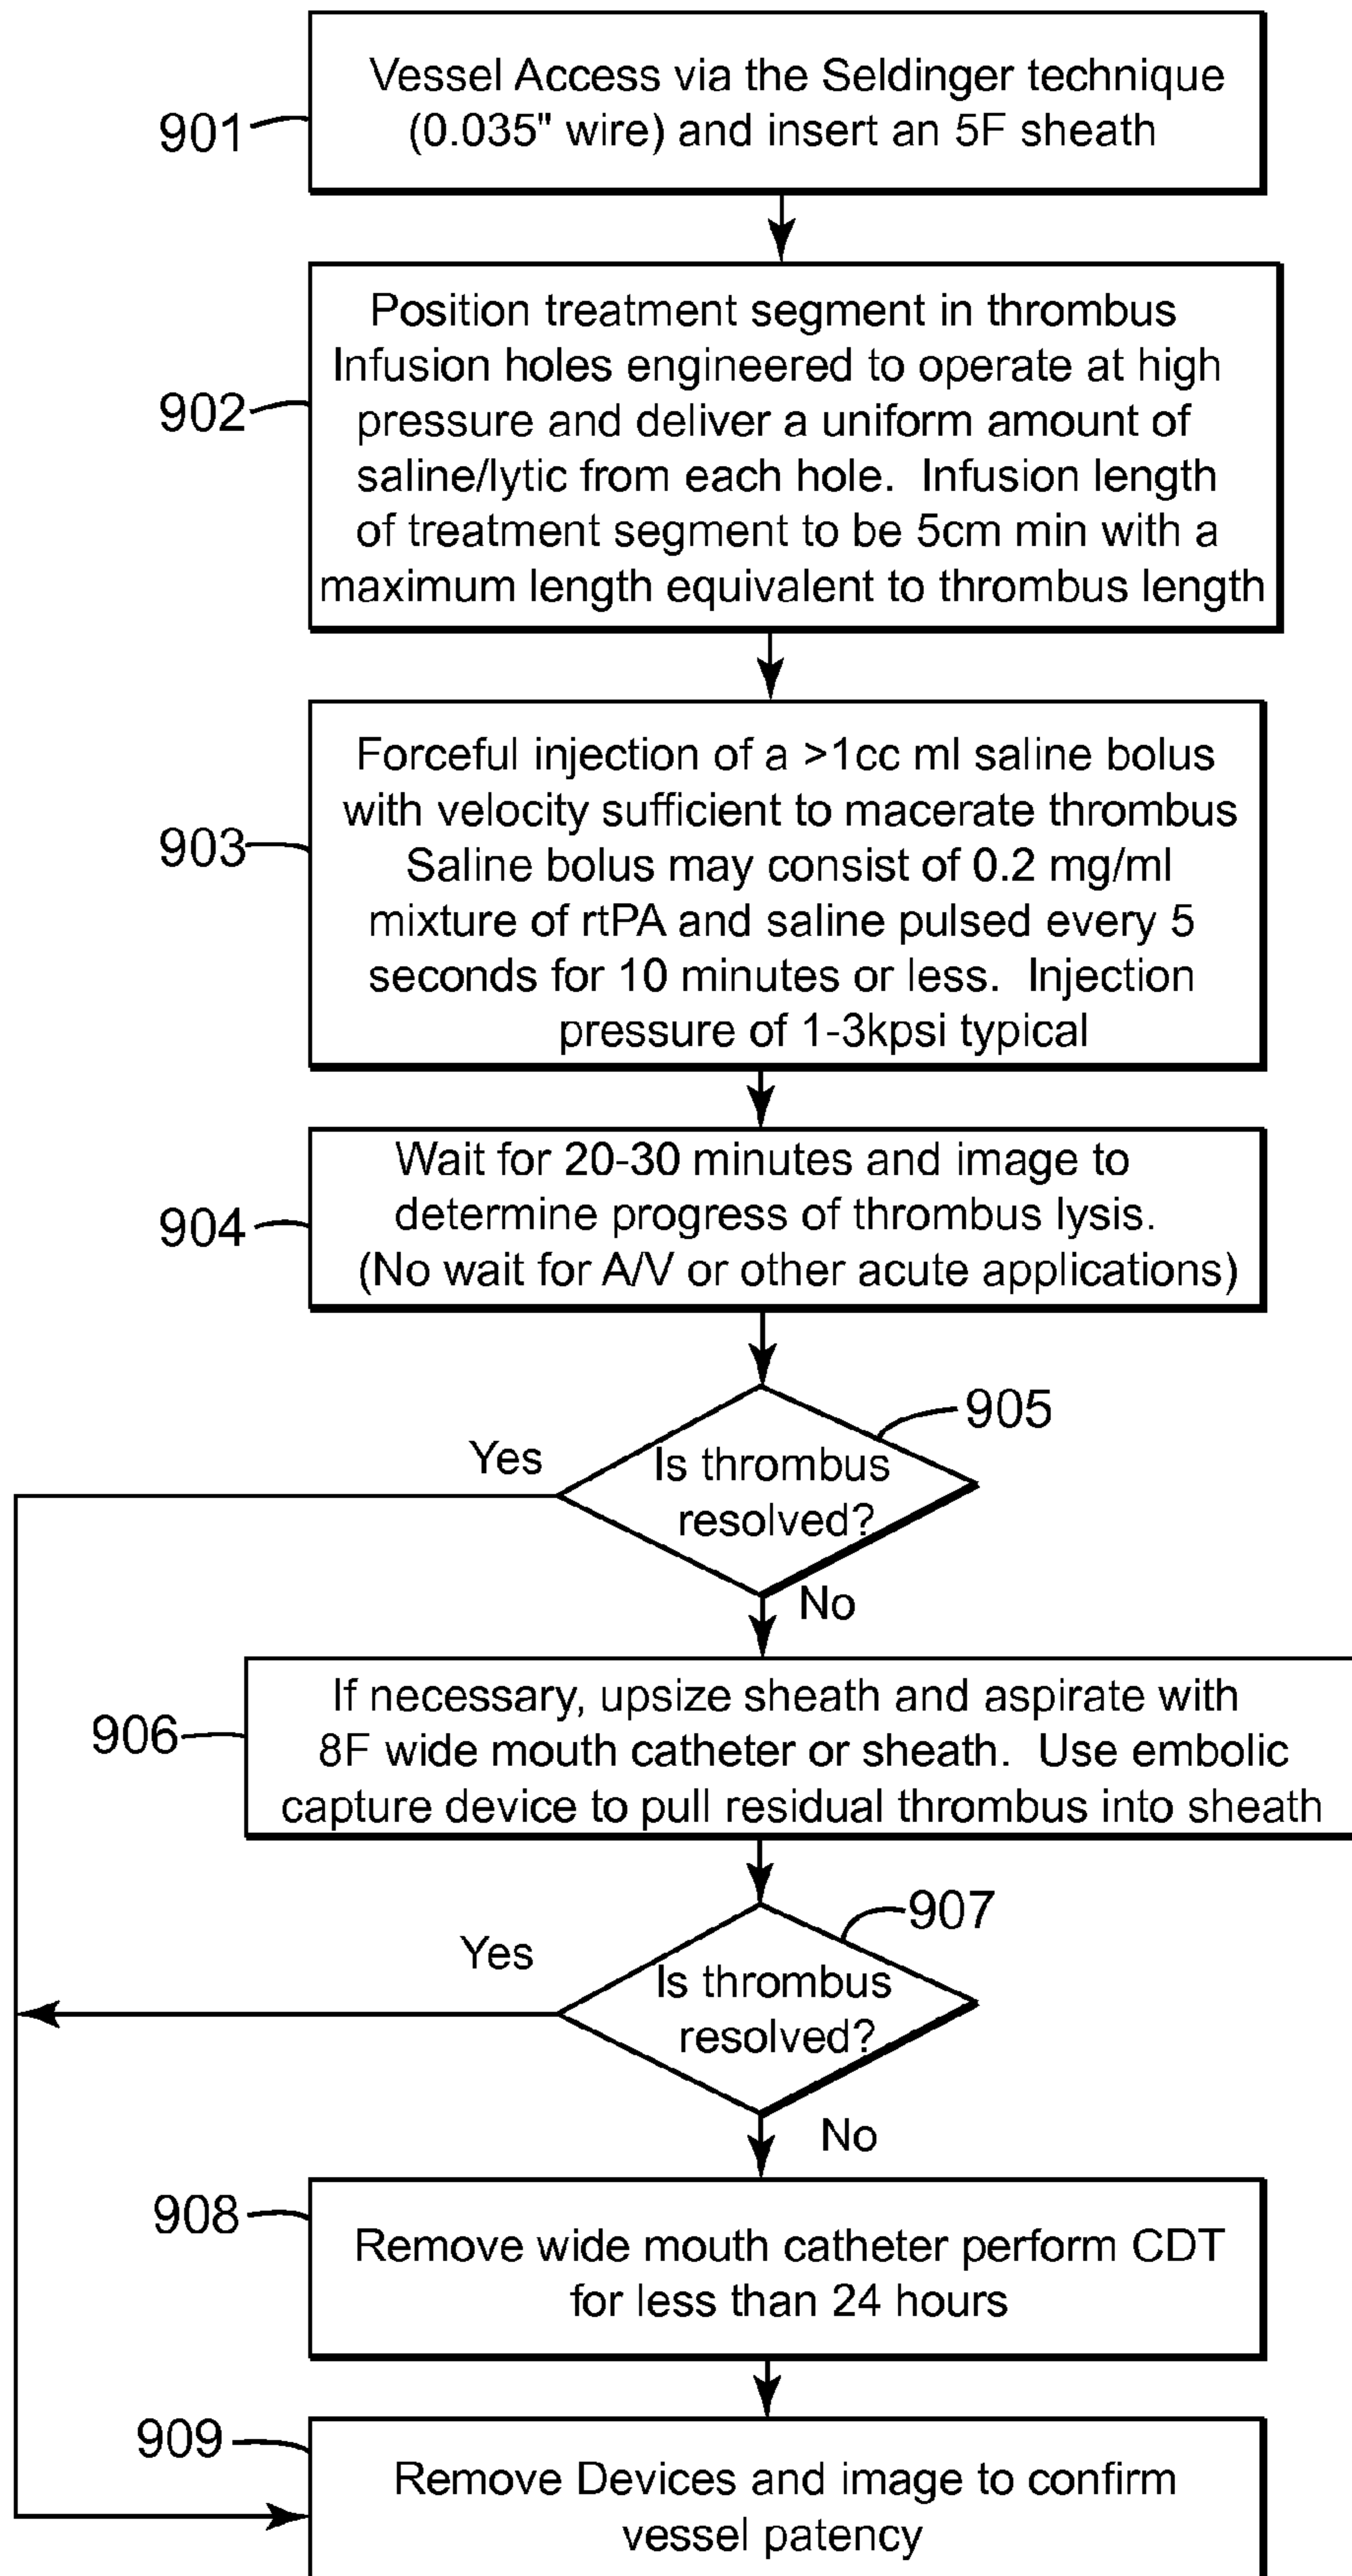 Vessel Access via the Seldinger technique
(0.035" wire) and insert an 5F sheath
901
Position treatment segment in thrombus
Infusion holes engineered to operate at high
pressure and deliver a uniform amount of
saline/lytic from each hole. Infusion length
of treatment segment to be 5cm min with a
maximum length equivalent to thrombus length
902
Forceful injection of a >1cc ml saline bolus
with velocity sufficient to macerate thrombus
Saline bolus may consist of 0.2 mg/ml
mixture of rtPA and saline pulsed every 5
seconds for 10 minutes or less. Injection
pressure of 1-3kpsi typical
903
Wait for 20-30 minutes and image to
determine progress of thrombus lysis.
(No wait for A/V or other acute applications)
904
905
Yes
Is thrombus
resolved?
No
If necessary, upsize sheath and aspirate with
8F wide mouth catheter or sheath. Use embolic
capture device to pull residual thrombus into sheath
906
907
Yes
Is thrombus
resolved?
No
908
Remove wide mouth catheter perform CDT
for less than 24 hours
909
Remove Devices and image to confirm
vessel patency